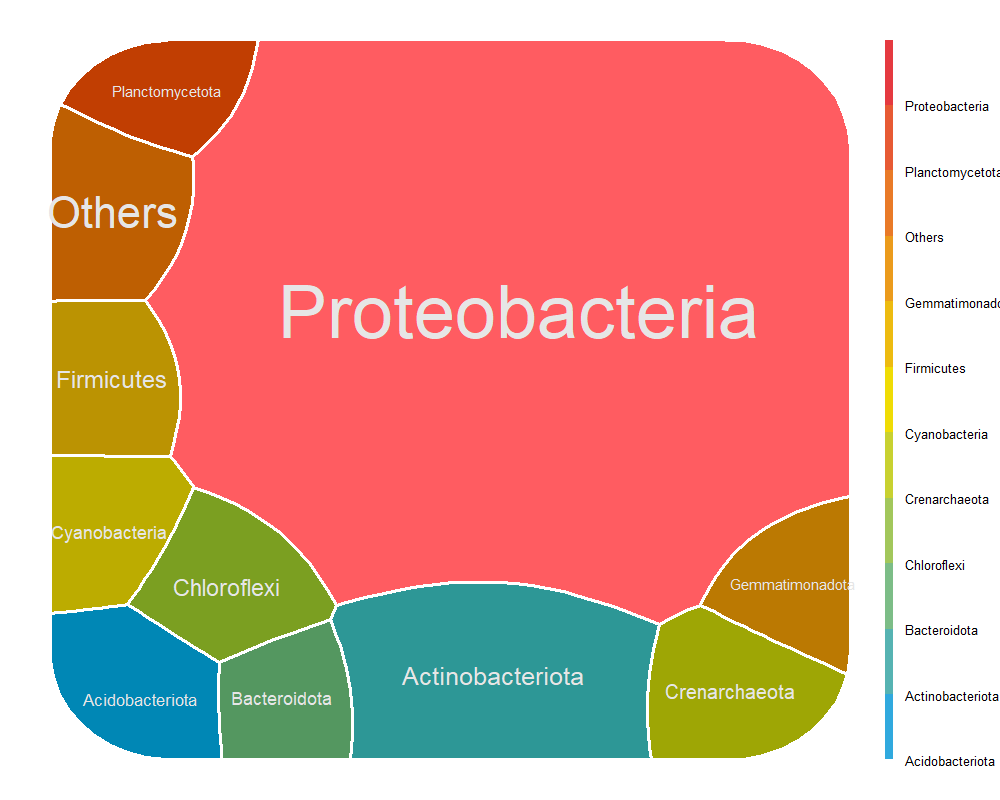 Planctomycetota
Others
Proteobacteria
Firmicutes
Cyanobacteria
Chloroflexi
Gemmatimonadota
Acidobacteriota
Bacteroidota
Actinobacteriota
Crenarchaeota
Proteobacteria
Planctomycetota
Others
Gemmatimonado
Firmicutes
Cyanobacteria
Crenarchaeota
Chloroflexi
Bacteroidota
Actinobacteriota
Acidobacteriota